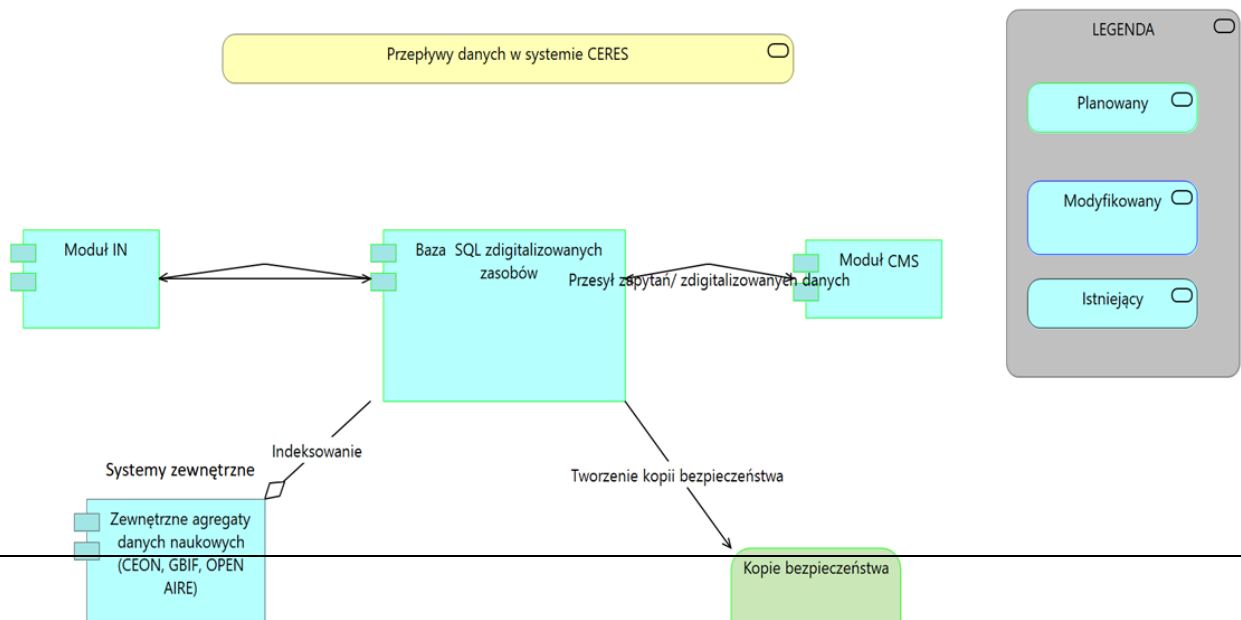 Przepływy danych w systemie CERES
LEGENDA
Planowany
Modyfikowany
Istniejący
Moduł IN
Baza SQL zdigitalizowanych
zasobów
Moduł CMS
Przesył zapytań/ zdigitalizowanych danych
Indeksowanie
Systemy zewnętrzne
Tworzenie kopii bezpieczeństwa
Zewnętrzne agregaty
danych naukowych
(CEON, GBIF, OPEN
AIRE)
Kopie bezpieczeństwa